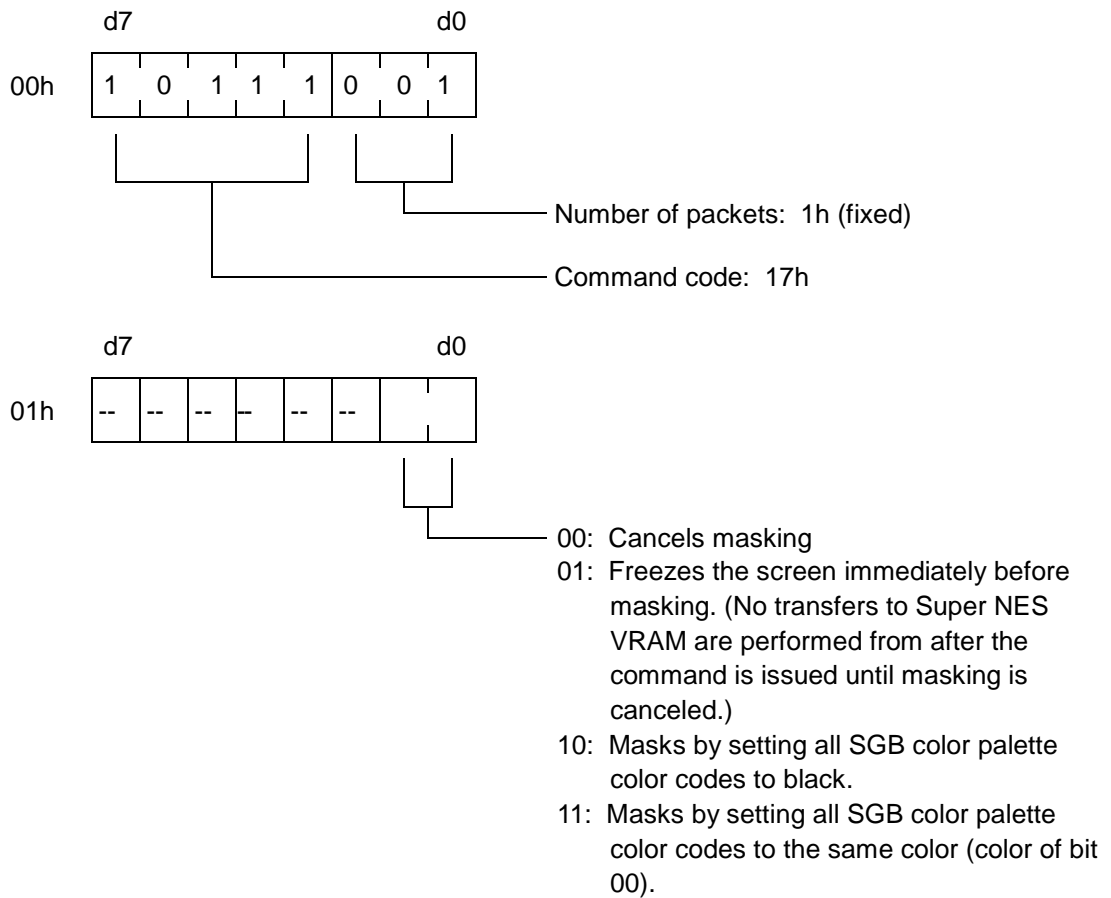 d7 d0
00h 1 0 1 1 1 0 0 1
Number of packets: 1h (fixed)
Command code: 17h
d7 d0
01h -- -- -- -- -- --
00: Cancels masking
01: Freezes the screen immediately before
masking. (No transfers to Super NES
VRAM are performed from after the
command is issued until masking is
canceled.)
10: Masks by setting all SGB color palette
color codes to black.
11: Masks by setting all SGB color palette
color codes to the same color (color of bit
00).